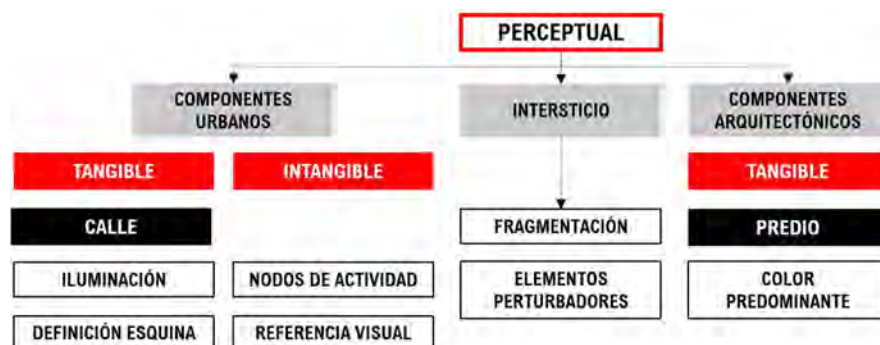 PERCEPTUAL
COMPONENTES
URBANOS
INTERSTICIO
COMPONENTES
ARQUITECTÓNICOS
TANGIBLE
INTANGIBLE
TANGIBLE
CALLE
FRAGMENTACIÓN
PREDIO
ILUMINACIÓN
NODOS DE ACTIVIDAD
ELEMENTOS
PERTURBADORES
COLOR
PREDOMINANTE
DEFINICIÓN ESQUINA
REFERENCIA VISUAL